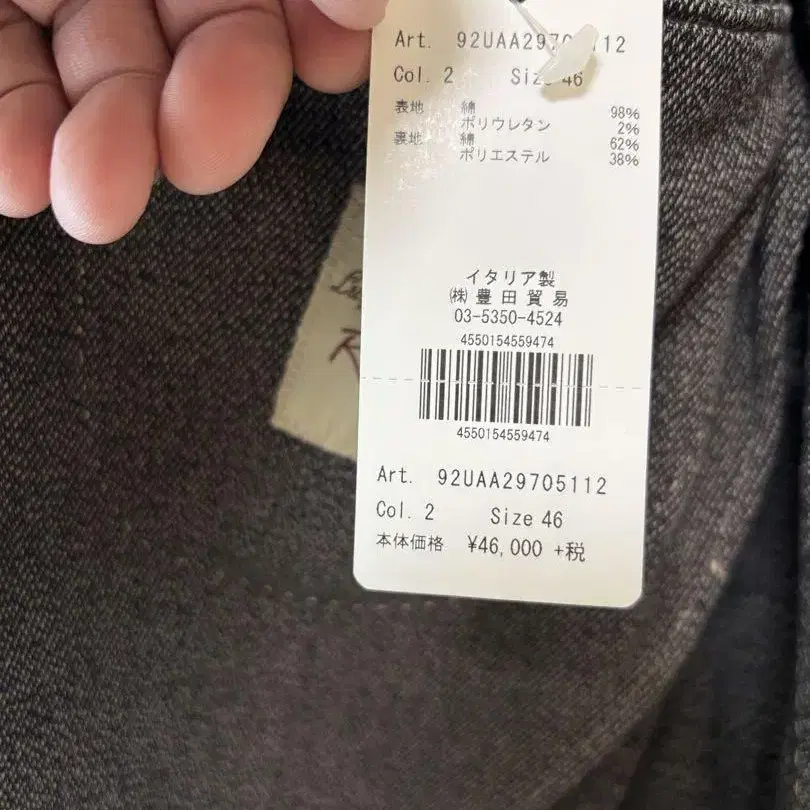 Art. 92UAA29705112
Col. 2 Size 46
表地 綿 98%
ポリウレタン 2%
裏地 綿 62%
ポリエステル 38%
イタリア製
㈱ 豊田貿易
03-5350-4524
4550154559474
4550154559474
Art. 92UAA29705112
Col. 2 Size 46
本体価格 ¥46,000 +税